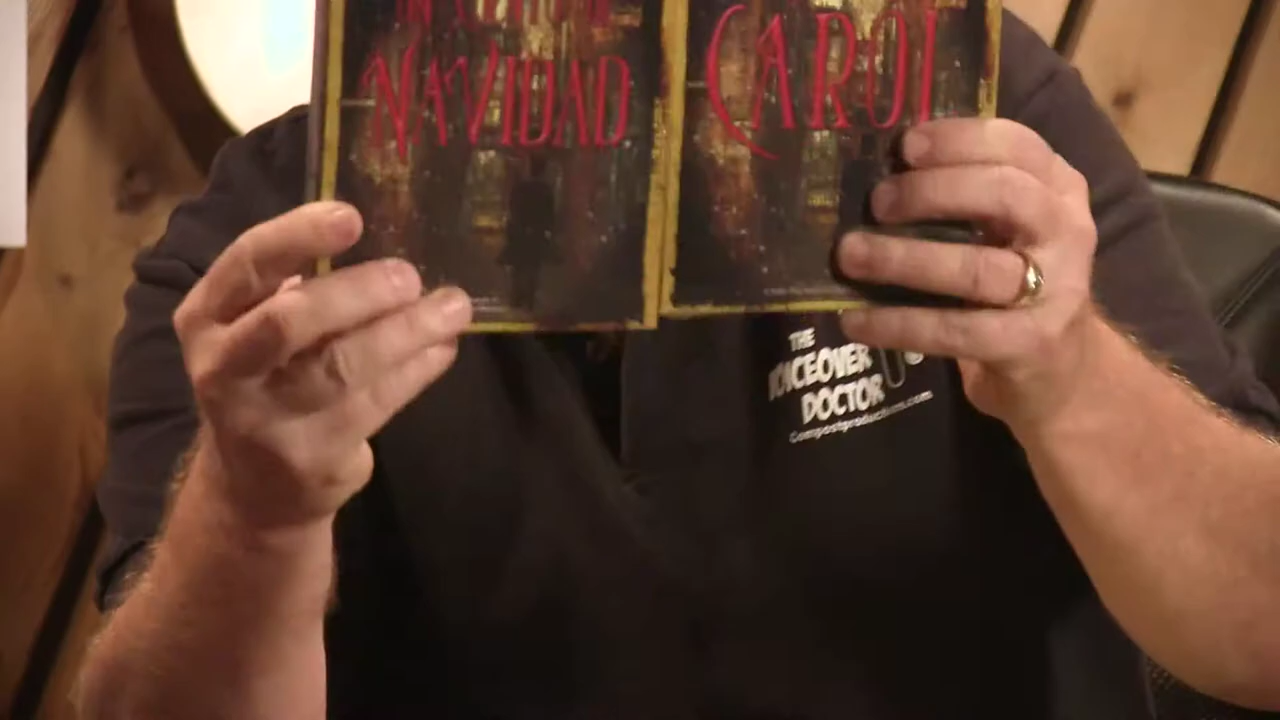 NAVIDAD
CAROL
THE
VOICEOVER
DOCTOR
Compostproductions.com